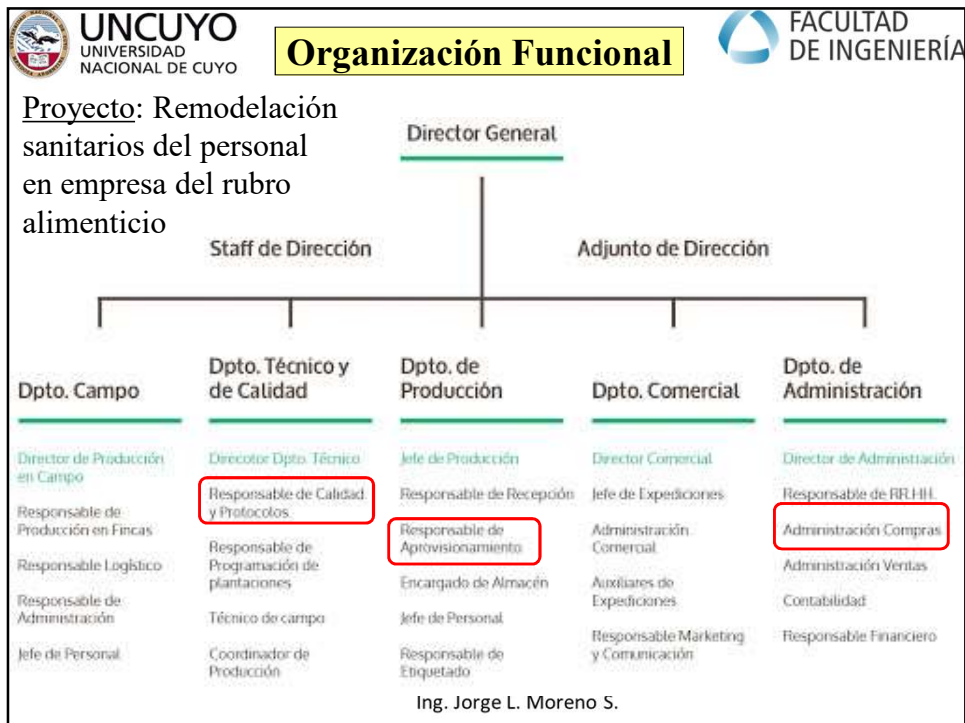 UNCUYO
UNIVERSIDAD
NACIONAL DE CUYO
Organización Funcional
FACULTAD
DE INGENIERÍA
Proyecto: Remodelación
sanitarios del personal
en empresa del rubro
alimenticio
Director General
Staff de Dirección
Adjunto de Dirección
Dpto. Campo
Director de Producción
en Campo
Responsable de
Producción en Fincas
Responsable Logístico
Responsable de
Administración
Jefe de Personal
Dpto. Técnico y
de Calidad
Direcotor Dpto. Técnico
Responsable de Calidad
y Protocolos
Responsable de
Programación de
plantaciones
Técnico de campo
Coordinador de
Producción
Dpto. de
Producción
Jefe de Producción
Responsable de Recepción
Responsable de
Aprovisionamiento
Encargado de Almacén
Jefe de Personal
Responsable de
Etiquetado
Dpto. Comercial
Director Comercial
Jefe de Expediciones
Administración
Comercial
Auxiliares de
Expediciones
Responsable Marketing
y Comunicación
Dpto. de
Administración
Director de Administración
Responsable de RR.HH.
Administración Compras
Administración Ventas
Contabilidad
Responsable Financiero
Ing. Jorge L. Moreno S.